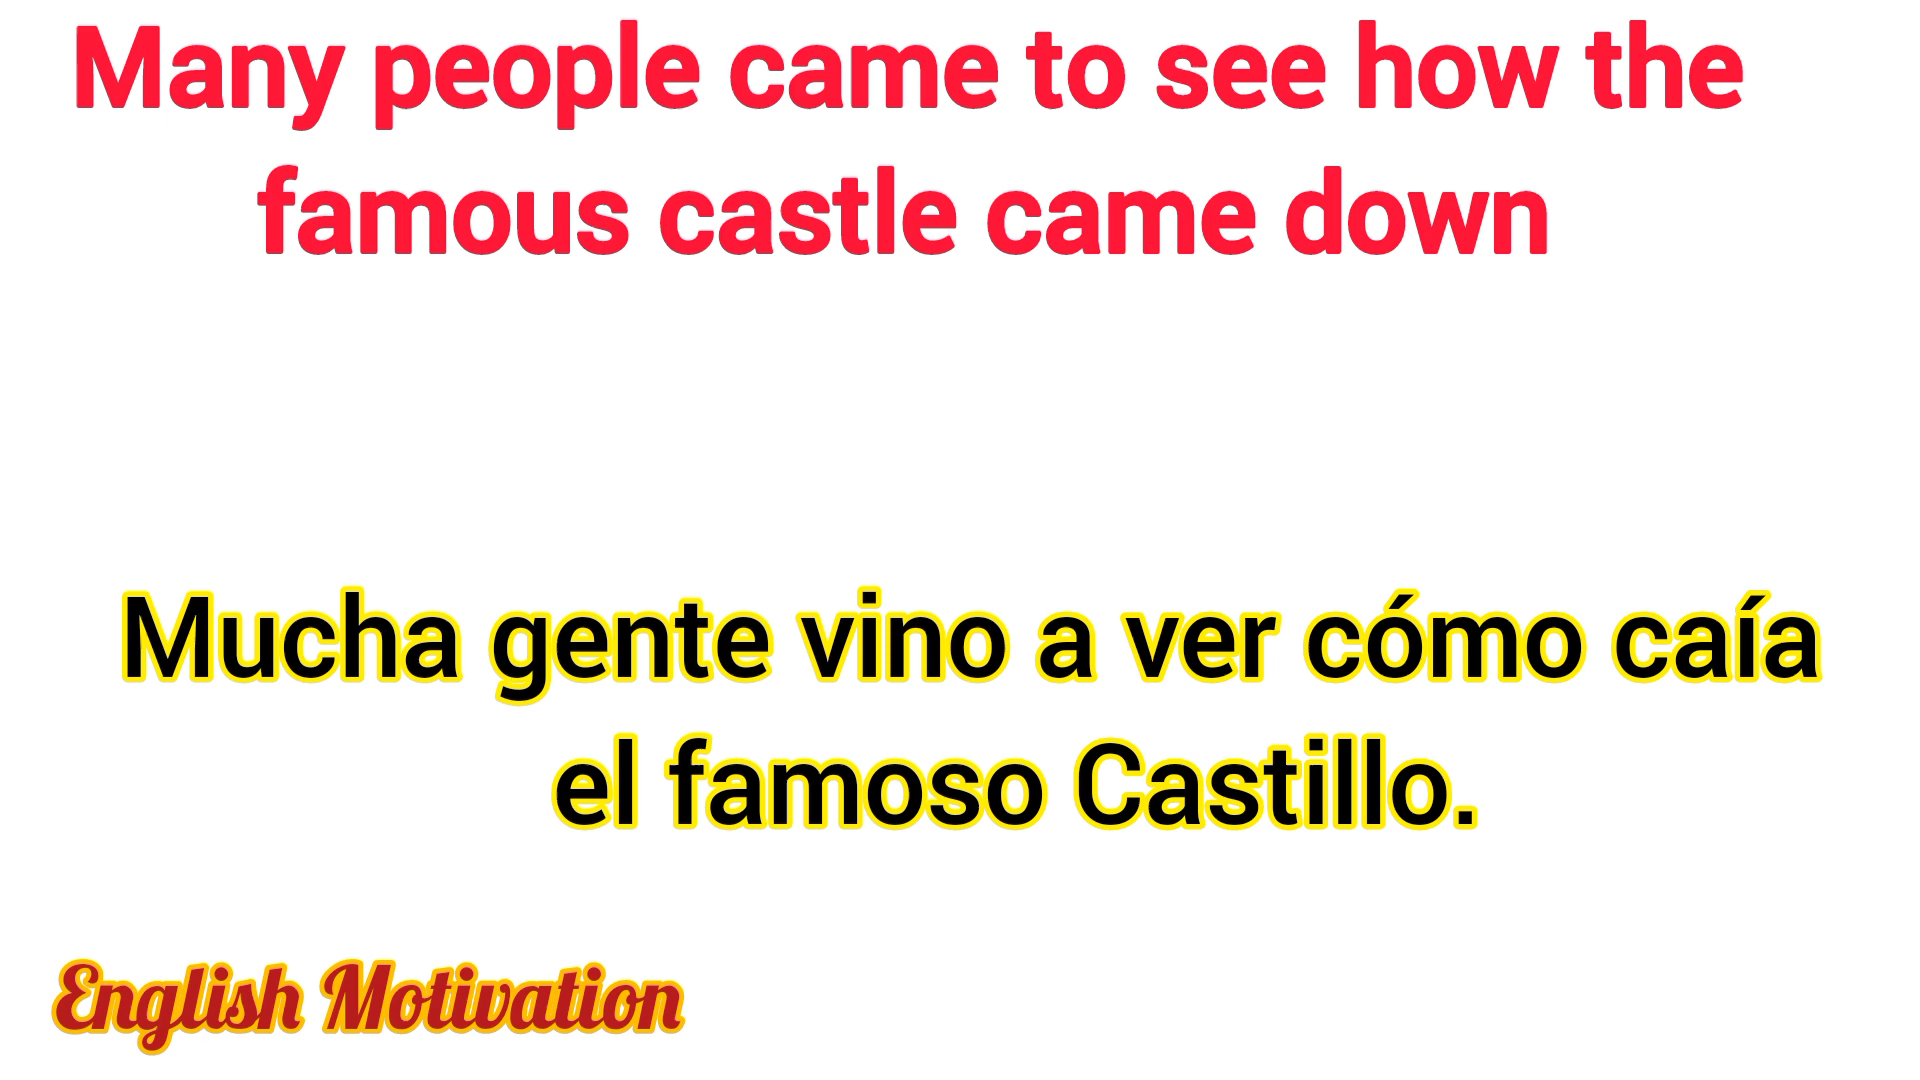 Many people came to see how the
famous castle came down
Mucha gente vino a ver cómo caía
el famoso Castillo.
English Motivation